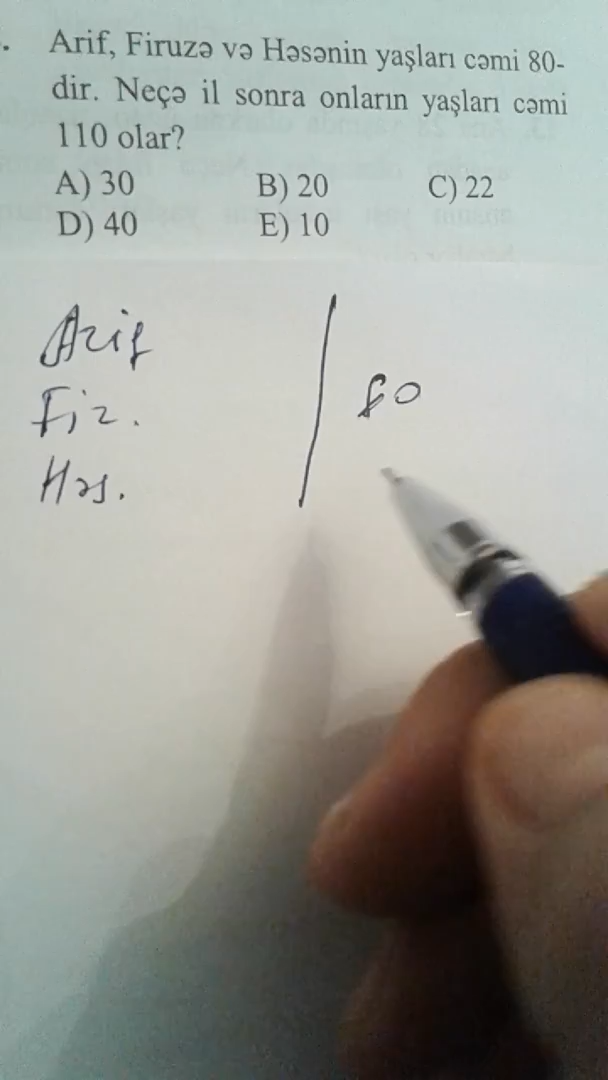 . Arif, Firuzə və Həsənin yaşları cəmi 80-
dir. Neçə il sonra onların yaşları cəmi
110 olar?
A) 30 B) 20 C) 22
D) 40 E) 10
Arif
Fiz.
80
Həs.